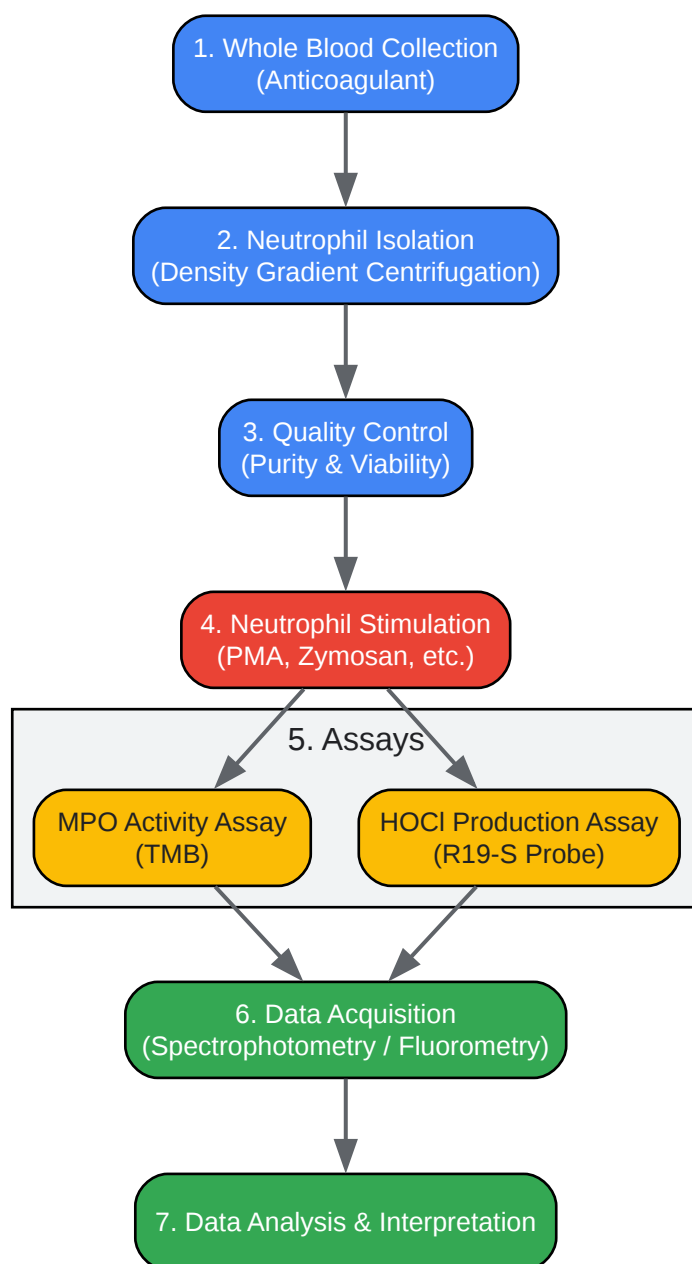 1. Whole Blood Collection
(Anticoagulant)
2. Neutrophil Isolation
(Density Gradient Centrifugation)
3. Quality Control
(Purity & Viability)
4. Neutrophil Stimulation
(PMA, Zymosan, etc.)
5. Assays
MPO Activity Assay
(TMB)
HOCl Production Assay
(R19-S Probe)
6. Data Acquisition
(Spectrophotometry / Fluorometry)
7. Data Analysis & Interpretation